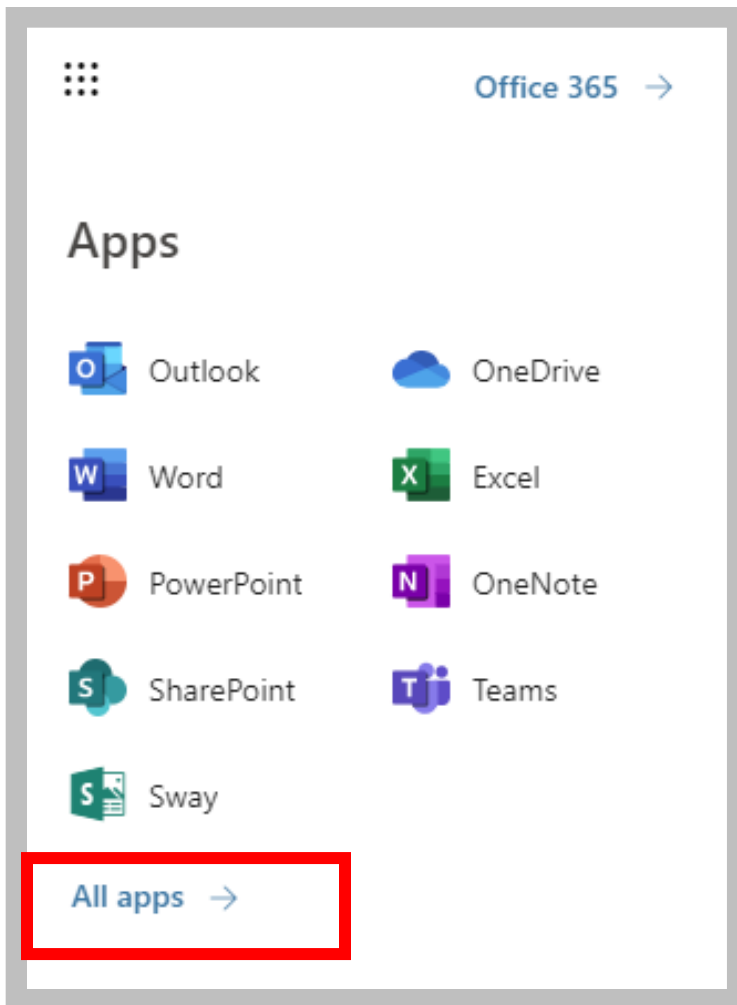 Office 365 →
Apps
O Outlook
OneDrive
W Word
X Excel
P PowerPoint
N OneNote
S SharePoint
T Teams
S Sway
All apps →